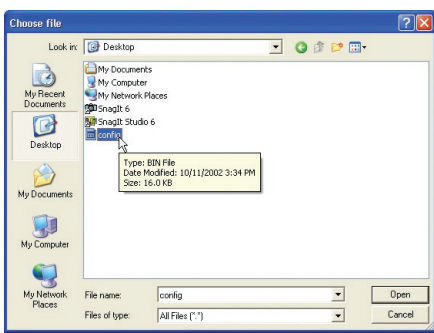 Choose file
Look in:
Desktop
My Recent
Documents
Desktop
My Documents
My Computer
My Network
Places
My Documents
My Computer
My Network Places
SnagIt 6
SnagIt Studio 6
config
Type: BIN File
Date Modified: 10/11/2002 3:34 PM
Size: 16.0 KB
File name:
config
Open
Files of type:
All Files (*.*)
Cancel